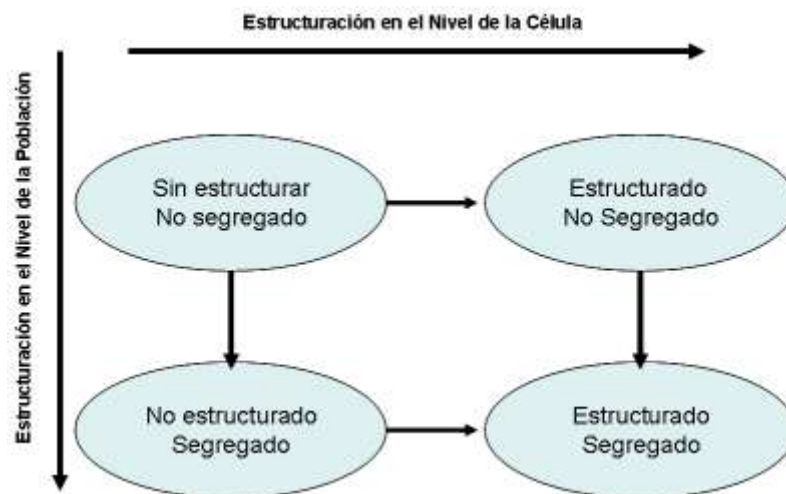 Estructuración en el Nivel de la Célula
Estructuración en el Nivel de la Población
Sin estructurar
No segregado
Estructurado
No Segregado
No estructurado
Segregado
Estructurado
Segregado